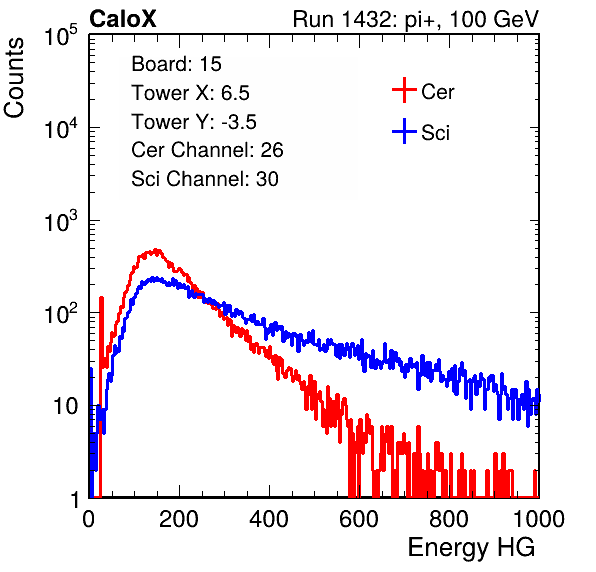 CaloX Run 1432: pi+, 100 GeV
Counts
Board: 15
Tower X: 6.5
Tower Y: -3.5
Cer Channel: 26
Sci Channel: 30
Cer
Sci
10^5
10^4
10^3
10^2
10
1
0 200 400 600 800 1000
Energy HG